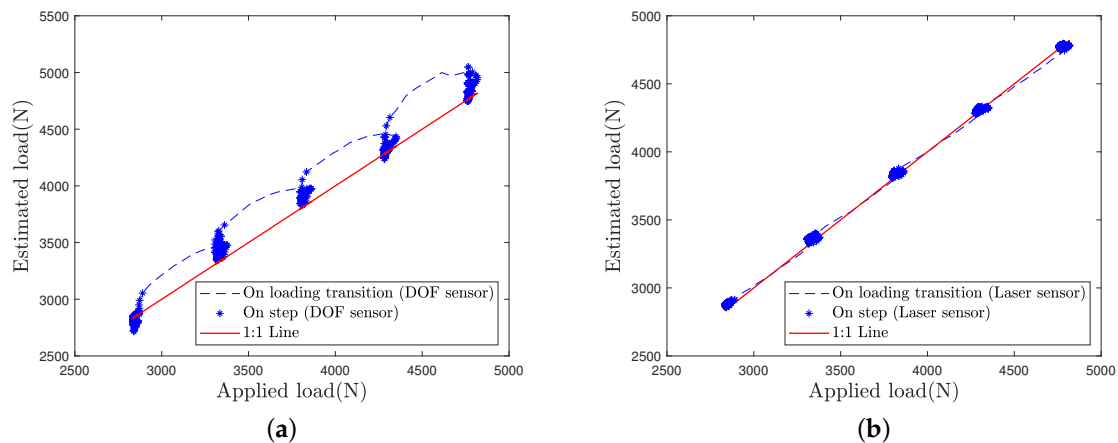 5500
5000
4500
4000
3500
3000
2500
2500 3000 3500 4000 4500 5000
Estimated load(N)
Applied load(N)
On loading transition (DOF sensor)
On step (DOF sensor)
1:1 Line
(a)
5000
4500
4000
3500
3000
2500
2500 3000 3500 4000 4500 5000
Estimated load(N)
Applied load(N)
On loading transition (Laser sensor)
On step (Laser sensor)
1:1 Line
(b)